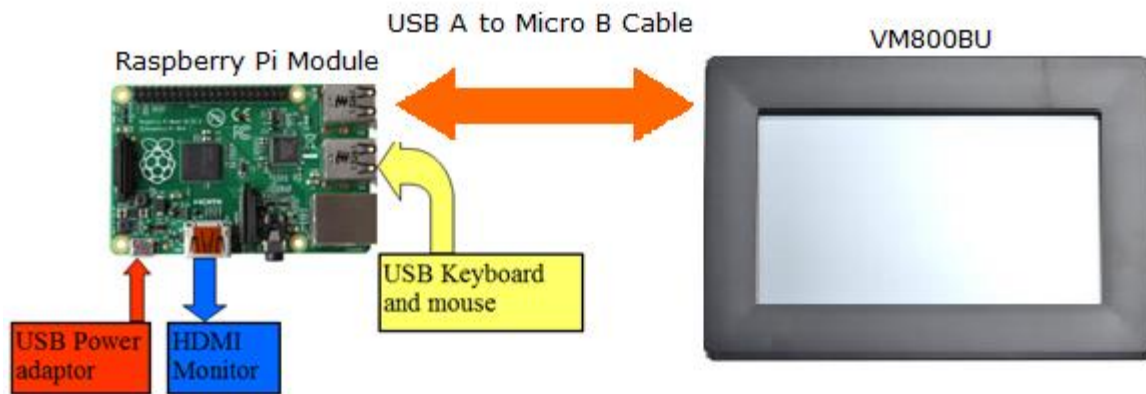 USB A to Micro B Cable
VM800BU
Raspberry Pi Module
USB Keyboard
and mouse
USB Power
adaptor
HDMI
Monitor